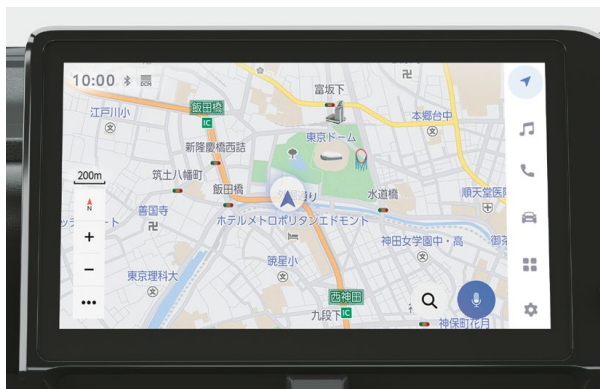 10:00
富坂下
飯田橋
IC
江戸川小
本郷台中
東京ドーム
新隆慶橋西詰
200m
筑土八幡町
飯田橋
水道橋
順天堂医
N
善国寺
ホテルメトロポリタンエドモント
神田女学園中・高
東京理科大
暁星小
西神田
九段下
IC
神保町花月